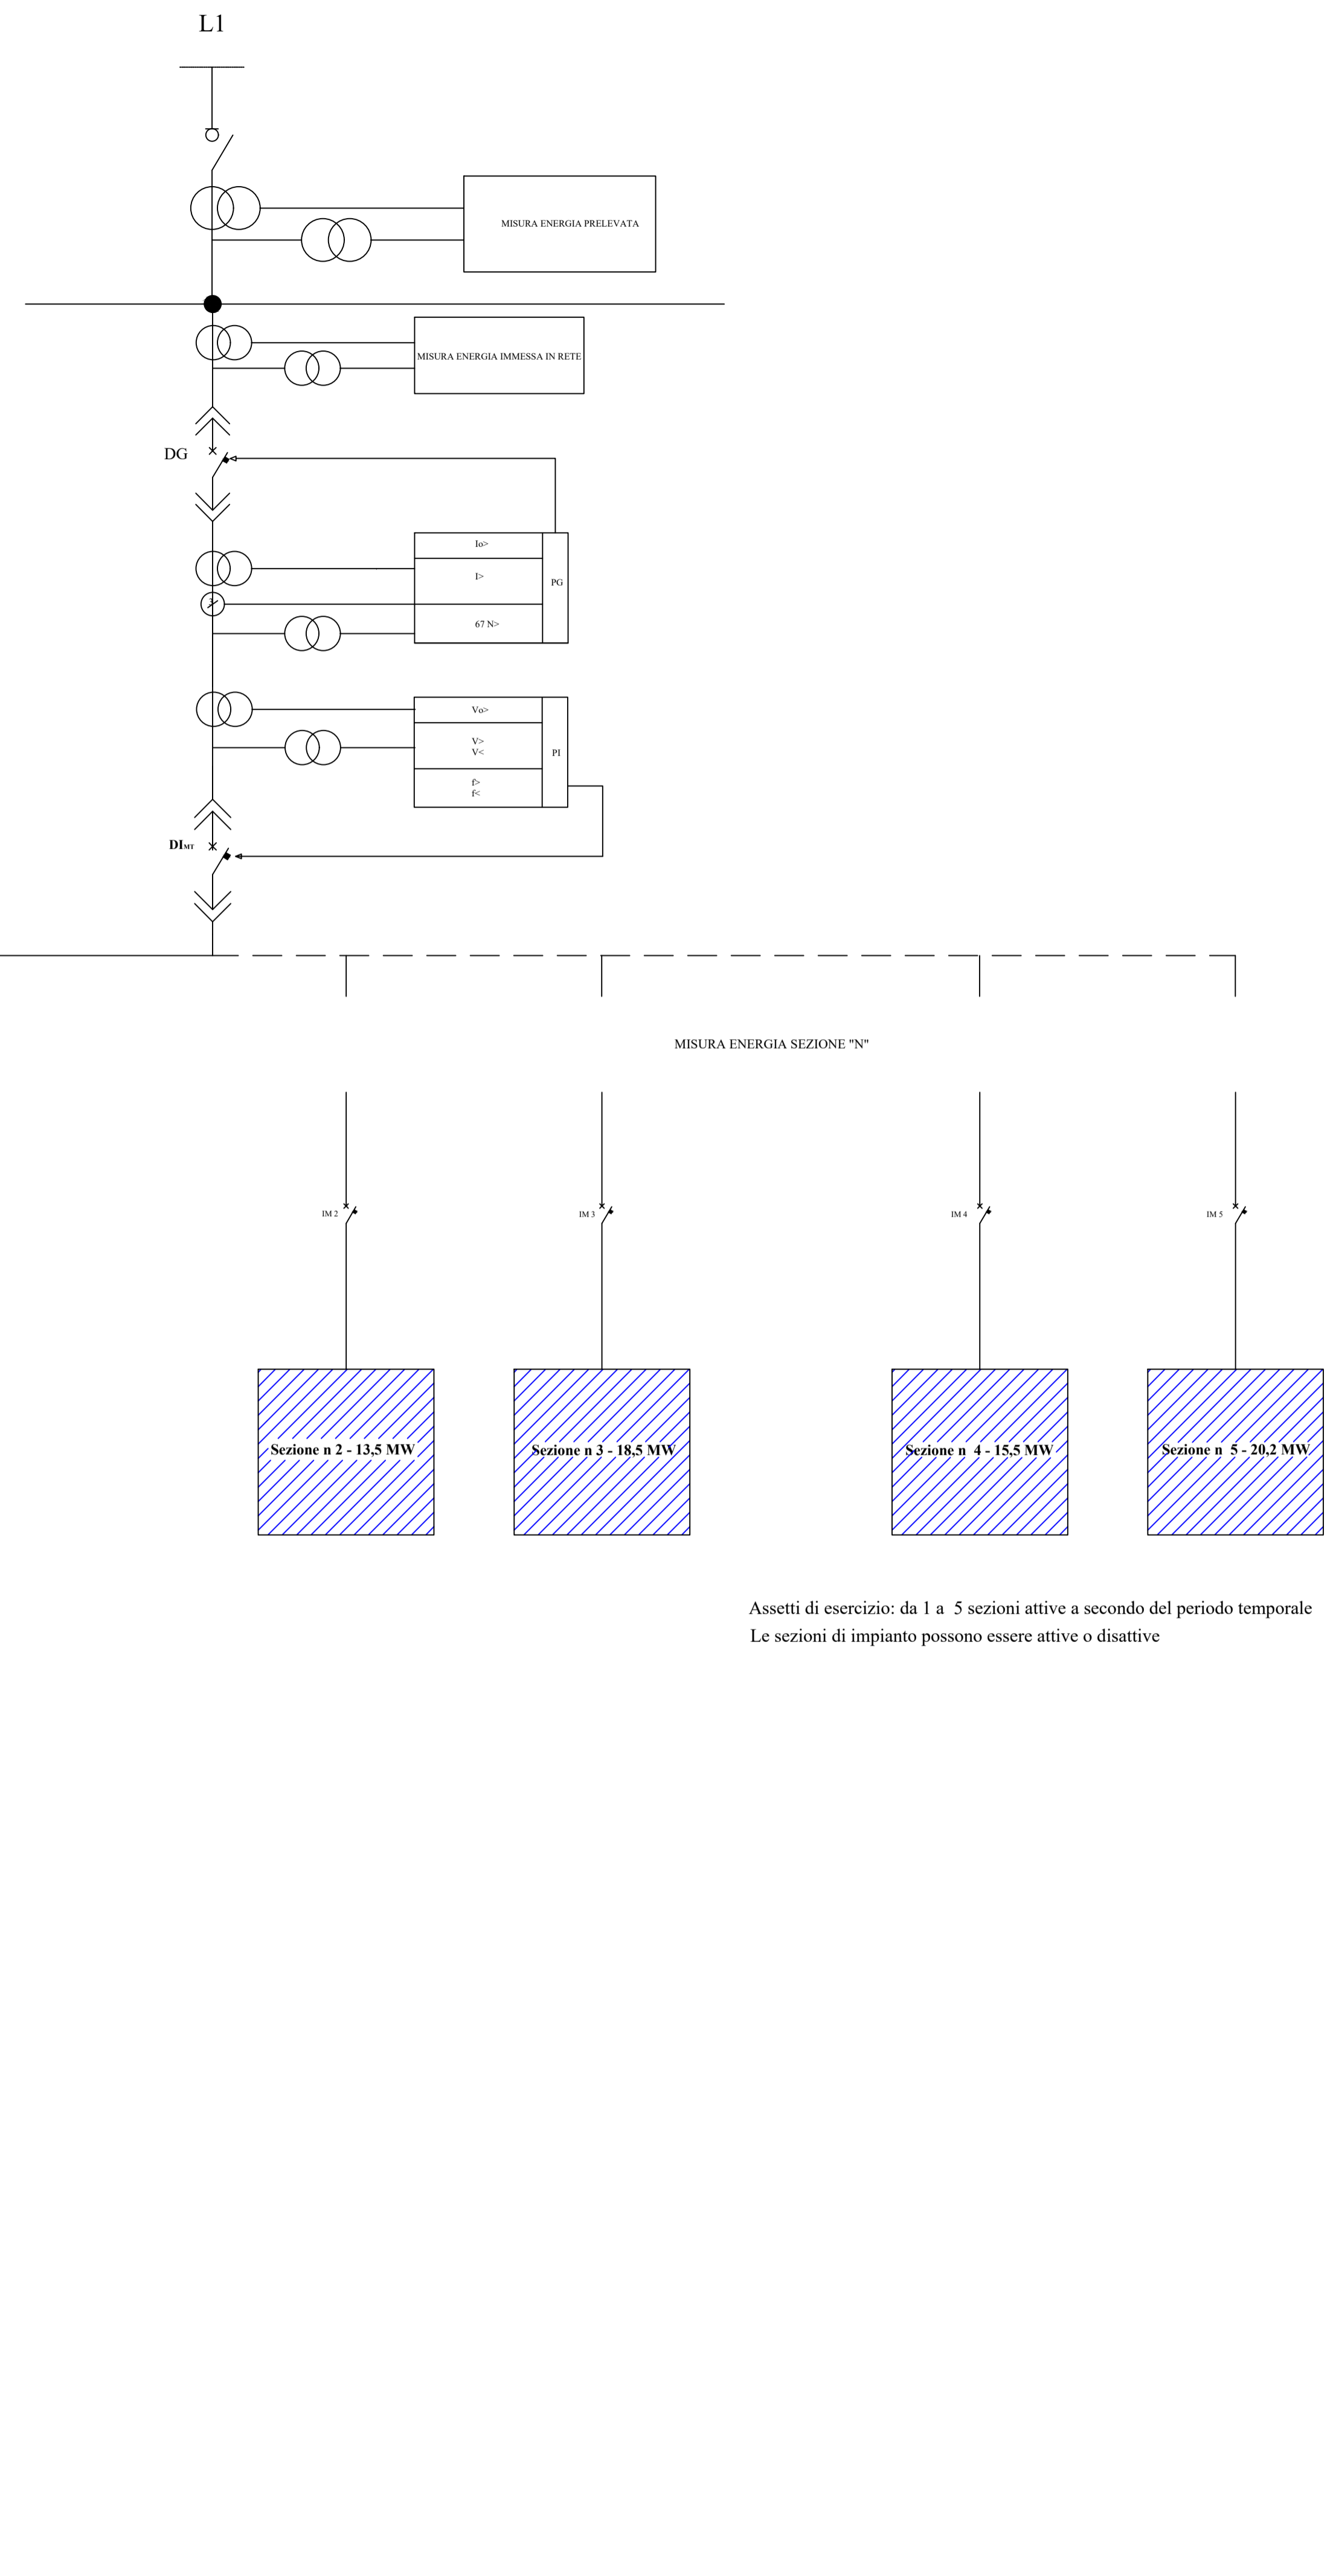 L1
MISURA ENERGIA PRELEVATA
MISURA ENERGIA IMMESSA IN RETE
DG
Io>
I>
PG
67 N>
Vo>
V>
V<
PI
f>
f<
DIMT
MISURA ENERGIA SEZIONE "N"
IM 2
IM 3
IM 4
IM 5
Sezione n 2 - 13,5 MW
Sezione n 3 - 18,5 MW
Sezione n 4 - 15,5 MW
Sezione n 5 - 20,2 MW
Assetti di esercizio: da 1 a 5 sezioni attive a secondo del periodo temporale
Le sezioni di impianto possono essere attive o disattive